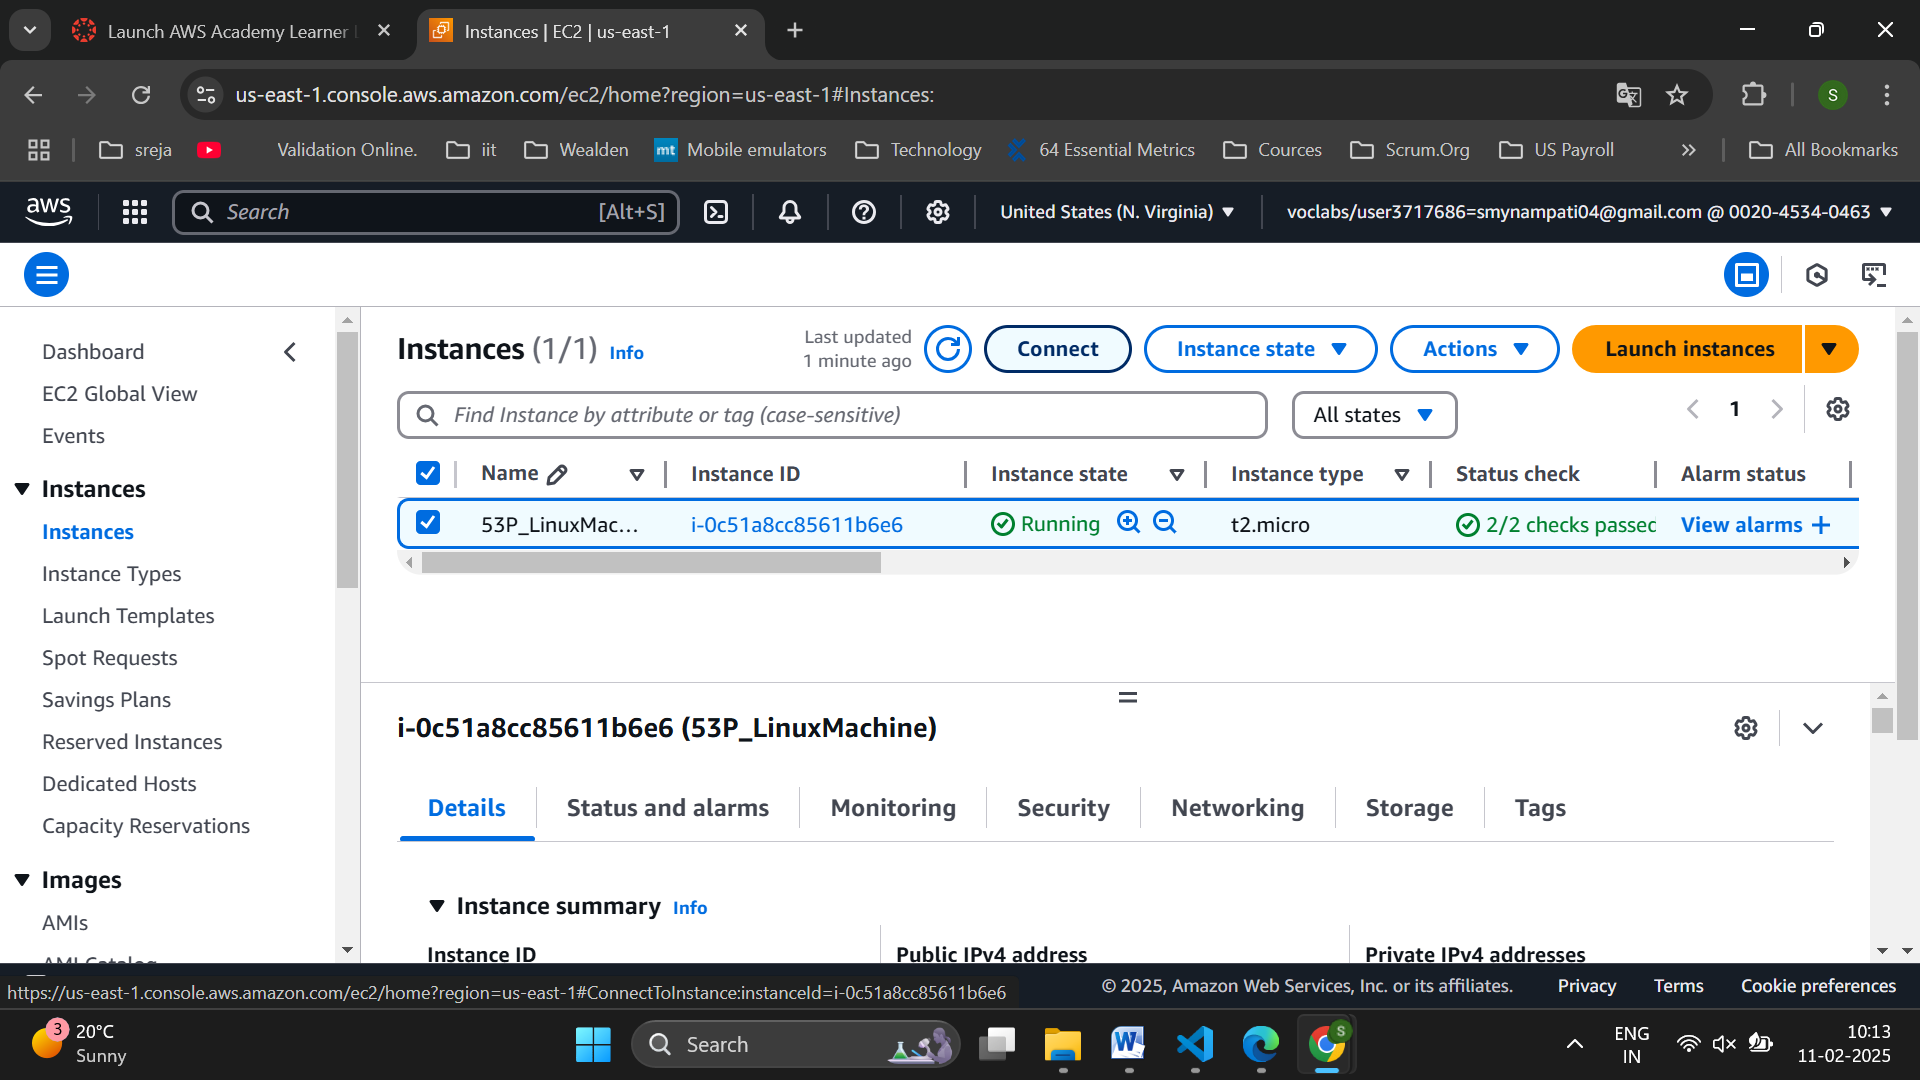 Launch AWS Academy Learner L
Instances | EC2 | us-east-1
us-east-1.console.aws.amazon.com/ec2/home?region=us-east-1#Instances:
S
sreja
Validation Online.
iit
Wealden
mt Mobile emulators
Technology
64 Essential Metrics
Cources
Scrum.Org
US Payroll
All Bookmarks
aws
Search [Alt+S]
United States (N. Virginia)
voclabs/user3717686=smynampati04@gmail.com @ 0020-4534-0463
Dashboard
EC2 Global View
Events
Instances
Instances
Instance Types
Launch Templates
Spot Requests
Savings Plans
Reserved Instances
Dedicated Hosts
Capacity Reservations
Images
AMIs
AMI Catalog
Instances (1/1) Info
Last updated
1 minute ago
Connect
Instance state
Actions
Launch instances
Find Instance by attribute or tag (case-sensitive)
All states
1
Name Instance ID Instance state Instance type Status check Alarm status
53P_LinuxMac... i-0c51a8cc85611b6e6 Running t2.micro 2/2 checks passed View alarms +
i-0c51a8cc85611b6e6 (53P_LinuxMachine)
Details Status and alarms Monitoring Security Networking Storage Tags
Instance summary Info
Instance ID Public IPv4 address Private IPv4 addresses
https://us-east-1.console.aws.amazon.com/ec2/home?region=us-east-1#ConnectToInstance:instanceId=i-0c51a8cc85611b6e6
© 2025, Amazon Web Services, Inc. or its affiliates. Privacy Terms Cookie preferences
3
20°C
Sunny
Search
W
S
ENG
IN
10:13
11-02-2025